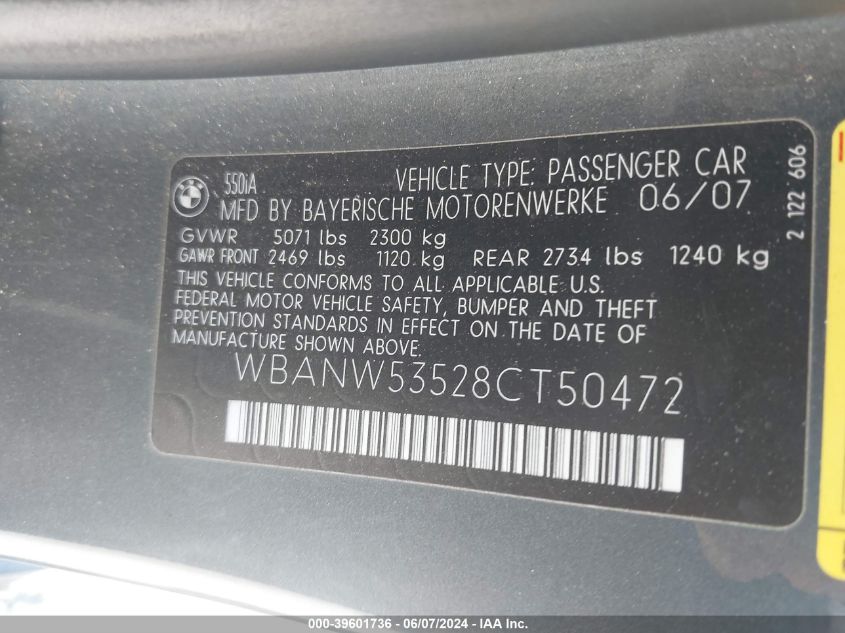 550iA
VEHICLE TYPE: PASSENGER CAR
MFD BY BAYERISCHE MOTORENWERKE 06/07
GVWR 5071 lbs 2300 kg
GAWR FRONT 2469 lbs 1120 kg REAR 2734 lbs 1240 kg
THIS VEHICLE CONFORMS TO ALL APPLICABLE U.S.
FEDERAL MOTOR VEHICLE SAFETY, BUMPER AND THEFT
PREVENTION STANDARDS IN EFFECT ON THE DATE OF
MANUFACTURE SHOWN ABOVE.
WBANW53528CT50472
2 122 606
000-39601736 - 06/07/2024 - IAA Inc.